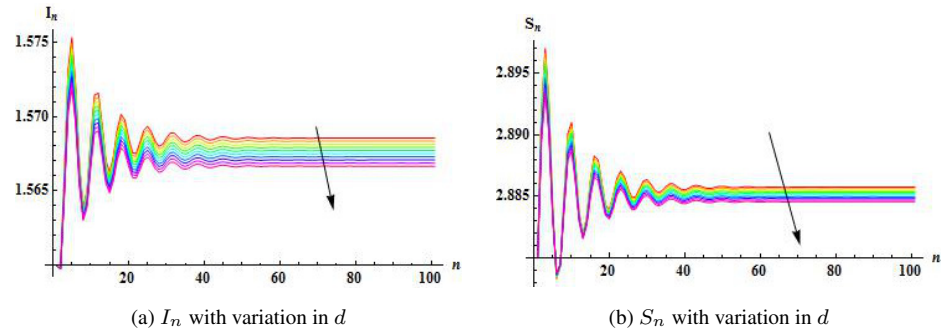 I_n
1.575
1.570
1.565
20 40 60 80 100 n
(a) I_n with variation in d
S_n
2.895
2.890
2.885
20 40 60 80 100 n
(b) S_n with variation in d